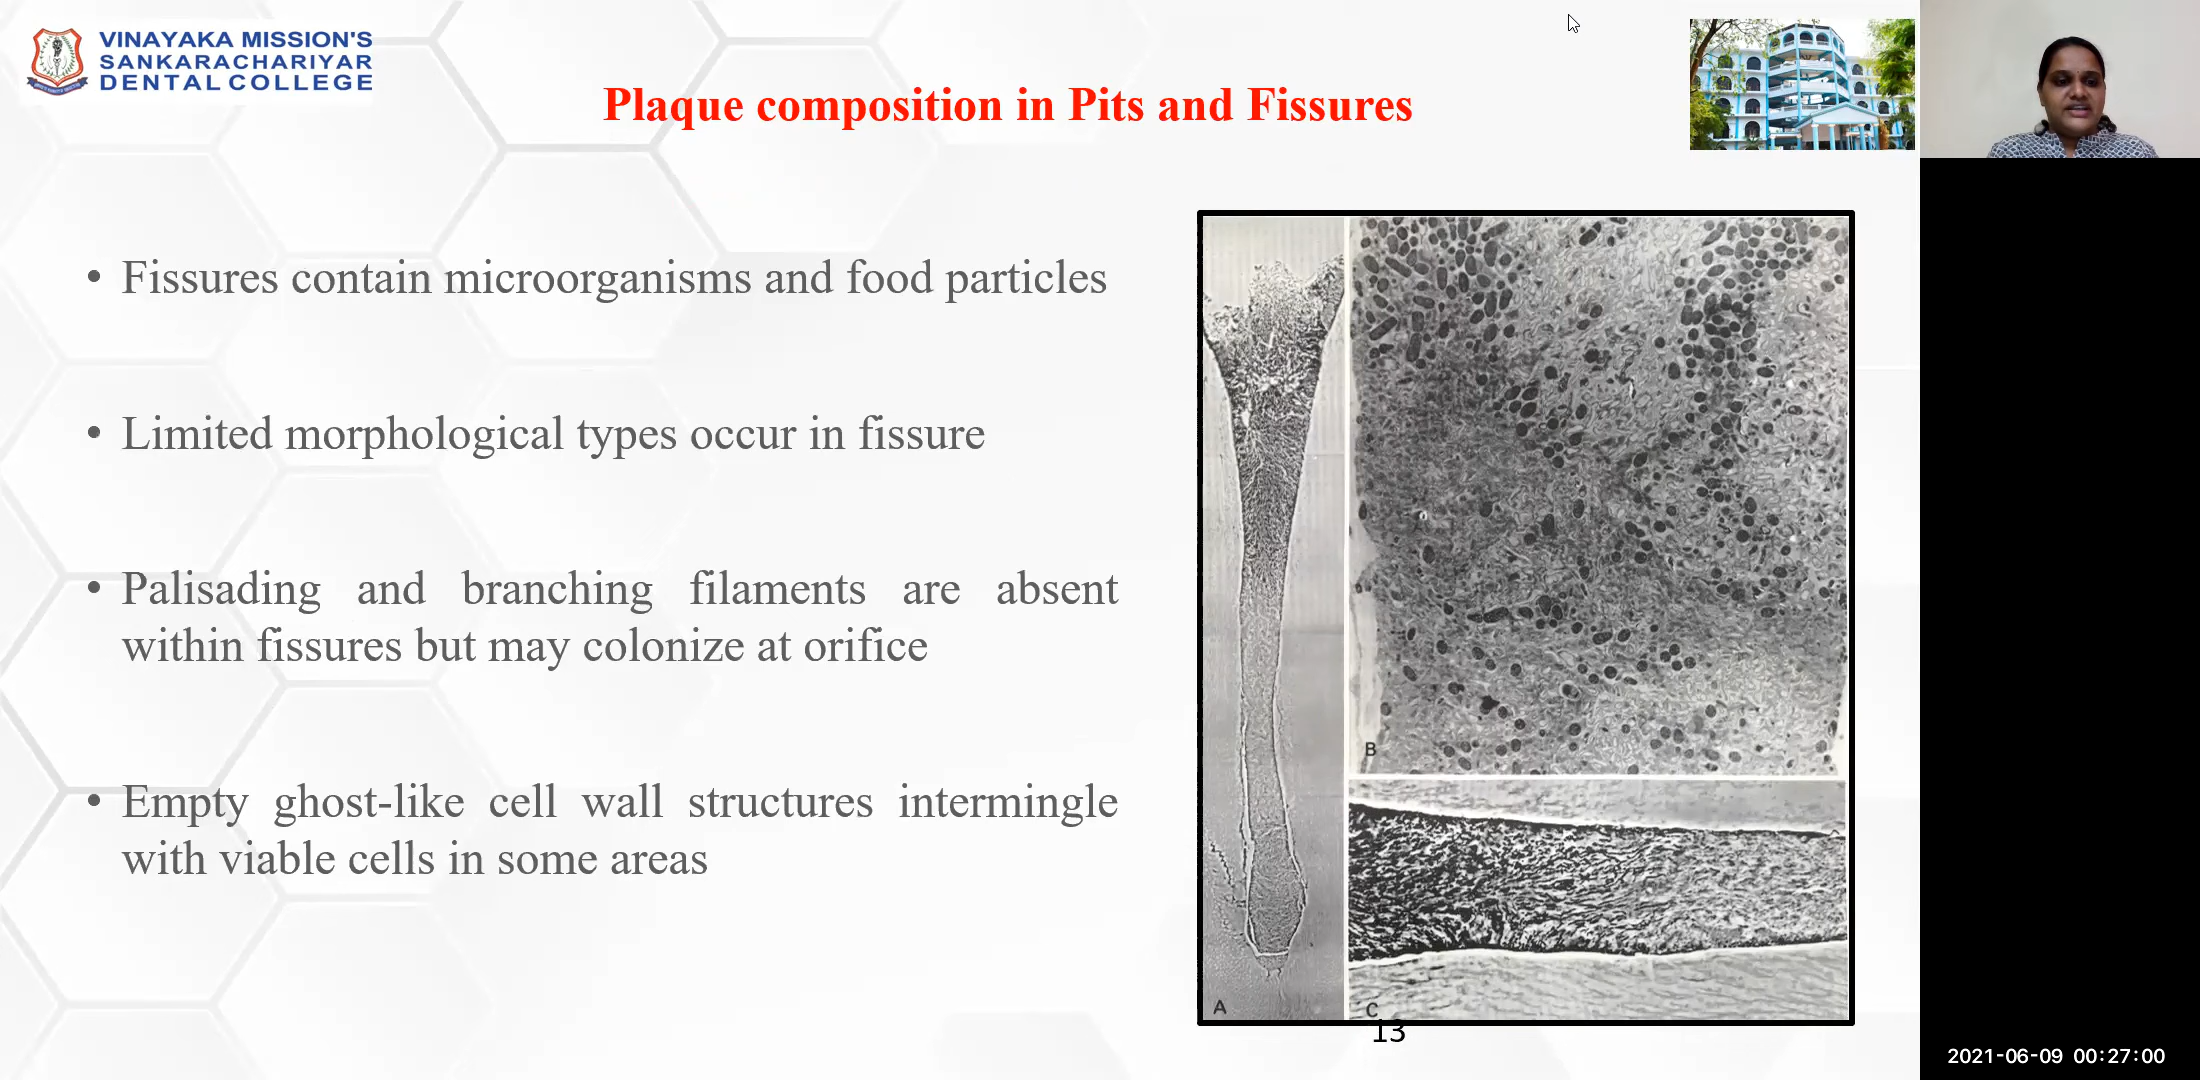 VINAYAKA MISSION'S
SANKARACHARIYAR
DENTAL COLLEGE
Plaque composition in Pits and Fissures
• Fissures contain microorganisms and food particles
• Limited morphological types occur in fissure
• Palisading and branching filaments are absent
within fissures but may colonize at orifice
• Empty ghost-like cell wall structures intermingle
with viable cells in some areas
A
B
C
13
2021-06-09 00:27:00